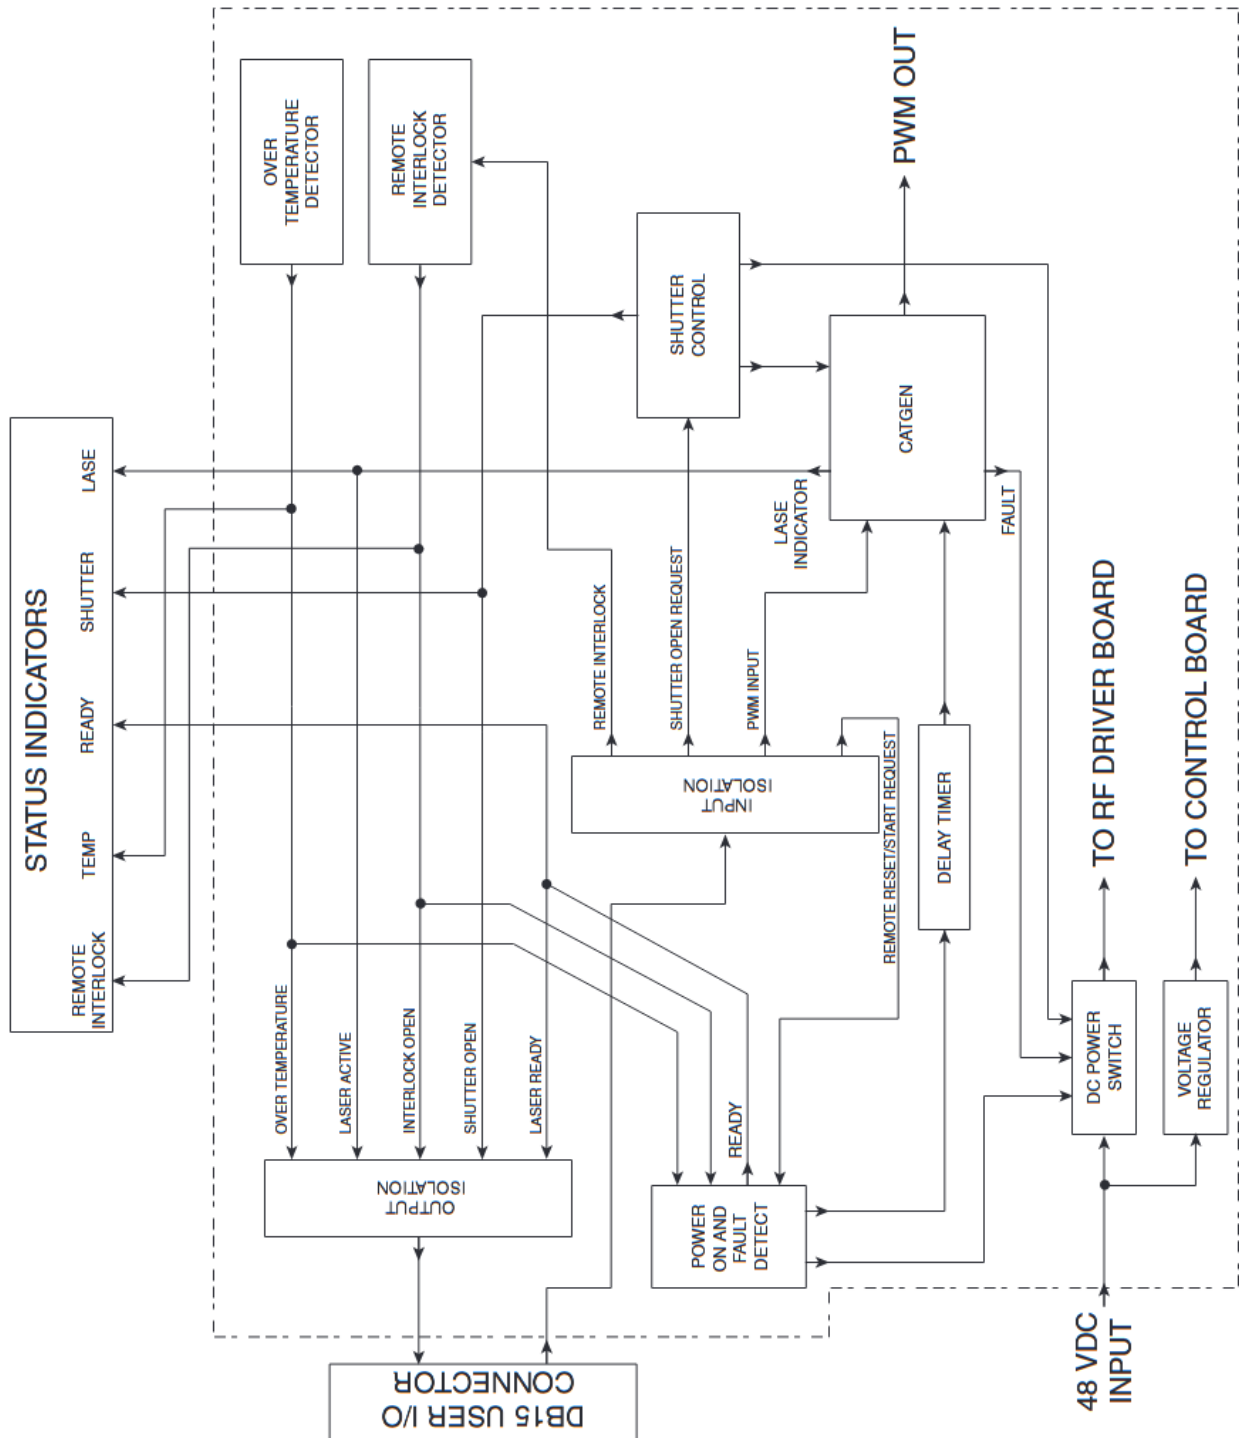 STATUS INDICATORS
REMOTE
INTERLOCK
TEMP
READY
SHUTTER
LASE
OVER
TEMPERATURE
DETECTOR
REMOTE
INTERLOCK
DETECTOR
OVER TEMPERATURE
LASER ACTIVE
INTERLOCK OPEN
SHUTTER OPEN
LASER READY
OUTPUT
ISOLATION
DB15 USER I/O
CONNECTOR
INPUT
ISOLATION
REMOTE INTERLOCK
SHUTTER OPEN REQUEST
PWM INPUT
REMOTE RESET/START REQUEST
SHUTTER
CONTROL
LASE
INDICATOR
CATGEN
FAULT
PWM OUT
POWER
ON AND
FAULT
DETECT
READY
DELAY TIMER
48 VDC
INPUT
DC POWER
SWITCH
TO RF DRIVER BOARD
VOLTAGE
REGULATOR
TO CONTROL BOARD